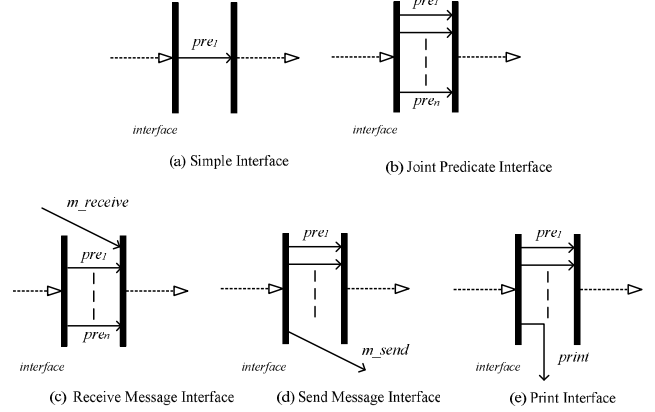 pre1
pre1
pren
interface
interface
(a) Simple Interface
(b) Joint Predicate Interface
m_receive
pre1
pren
interface
pre1
m_send
interface
pre1
print
interface
(c) Receive Message Interface
(d) Send Message Interface
(e) Print Interface